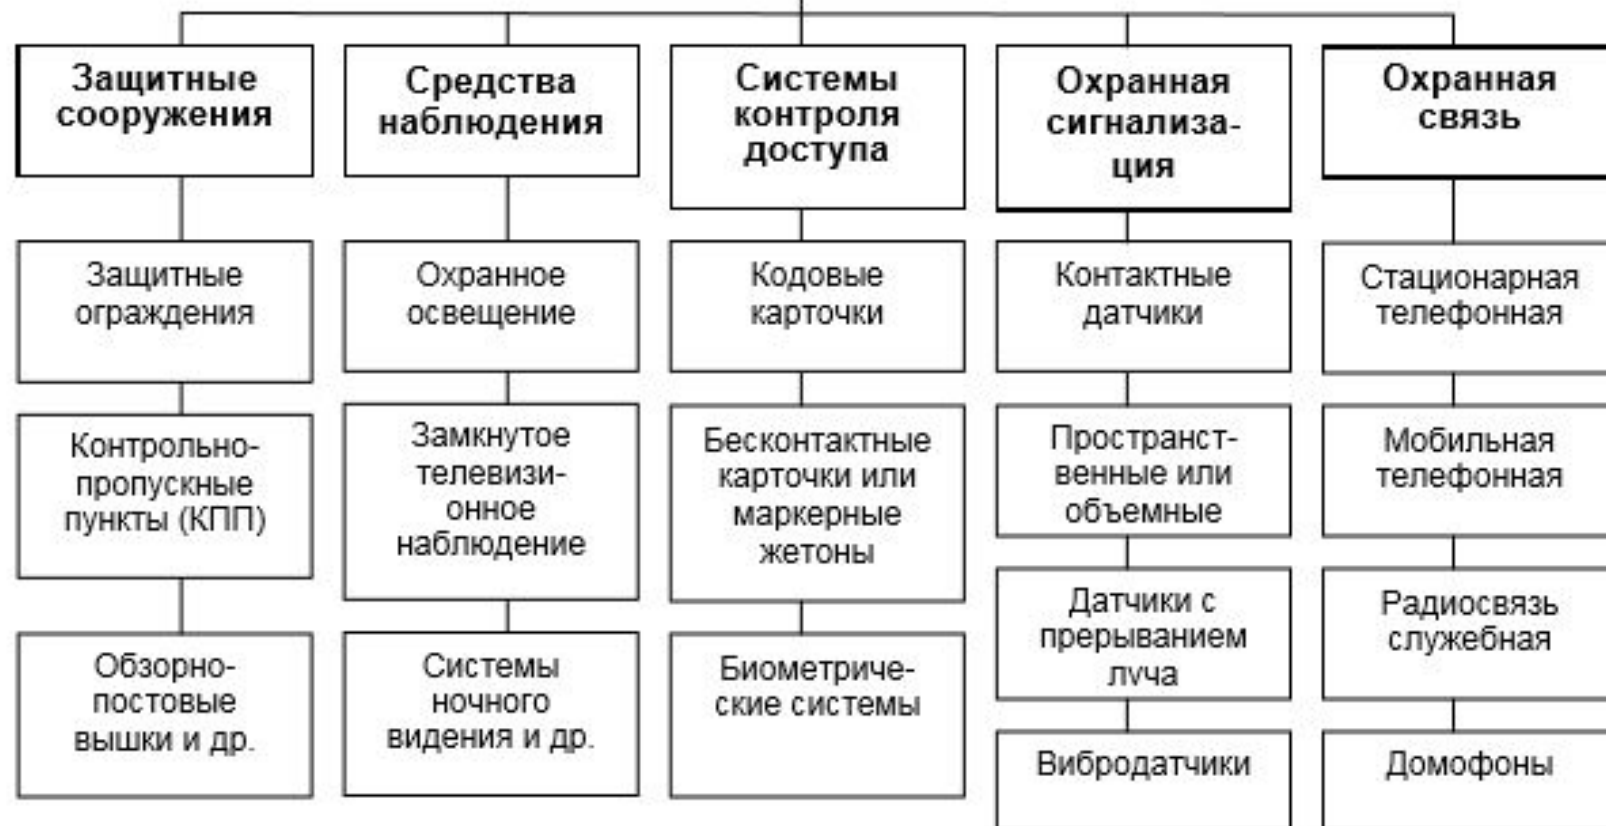 Защитные
сооружения
Средства
наблюдения
Системы
контроля
доступа
Охранная
сигнализа-
ция
Охранная
связь
Защитные
ограждения
Охранное
освещение
Кодовые
карточки
Контактные
датчики
Стационарная
телефонная
Контрольно-
пропускные
пункты (КПП)
Замкнутое
телевизи-
онное
наблюдение
Бесконтактные
карточки или
маркерные
жетоны
Пространст-
венные или
объемные
Мобильная
телефонная
Датчики с
прерыванием
луча
Радиосвязь
служебная
Обзорно-
постовые
вышки и др.
Системы
ночного
видения и др.
Биометриче-
ские системы
Вибродатчики
Домофоны